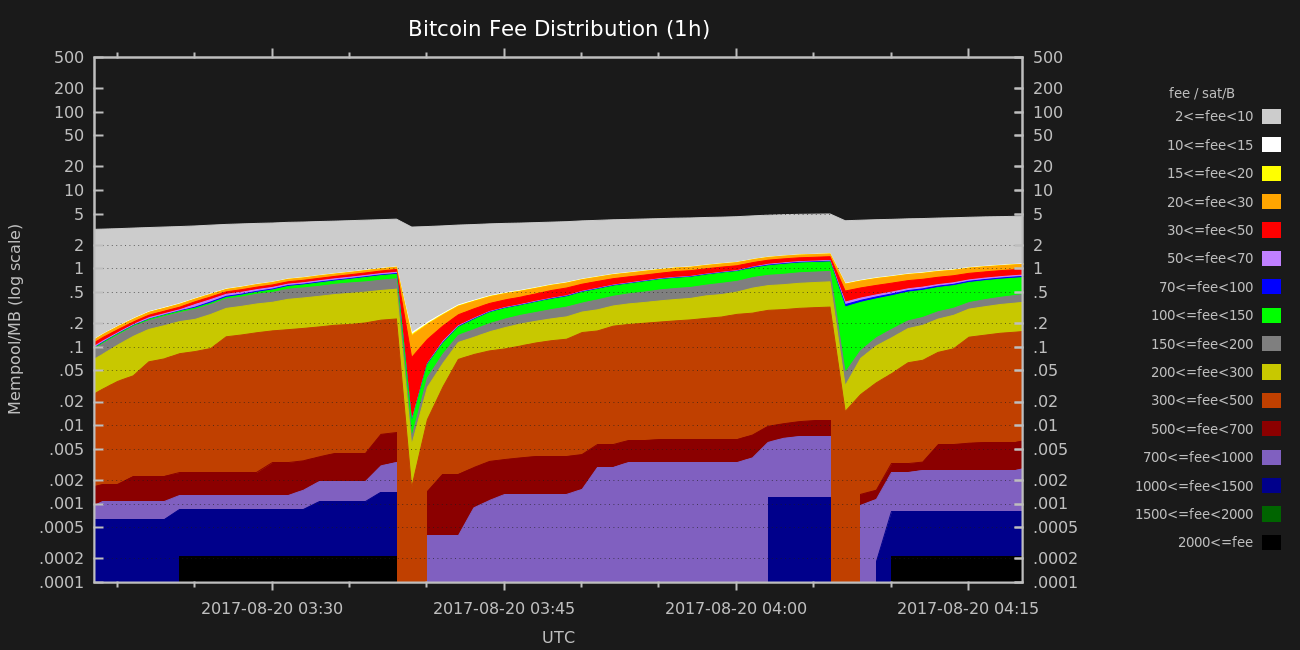 Bitcoin Fee Distribution (1h)
500
200
100
50
20
10
5
2
1
.5
.2
.1
.05
.02
.01
.005
.002
.001
.0005
.0002
.0001
Mempool/MB (log scale)
500
200
100
50
20
10
5
2
1
.5
.2
.1
.05
.02
.01
.005
.002
.001
.0005
.0002
.0001
2017-08-20 03:30
2017-08-20 03:45
2017-08-20 04:00
2017-08-20 04:15
UTC
fee / sat/B
2<=fee<10
10<=fee<15
15<=fee<20
20<=fee<30
30<=fee<50
50<=fee<70
70<=fee<100
100<=fee<150
150<=fee<200
200<=fee<300
300<=fee<500
500<=fee<700
700<=fee<1000
1000<=fee<1500
1500<=fee<2000
2000<=fee